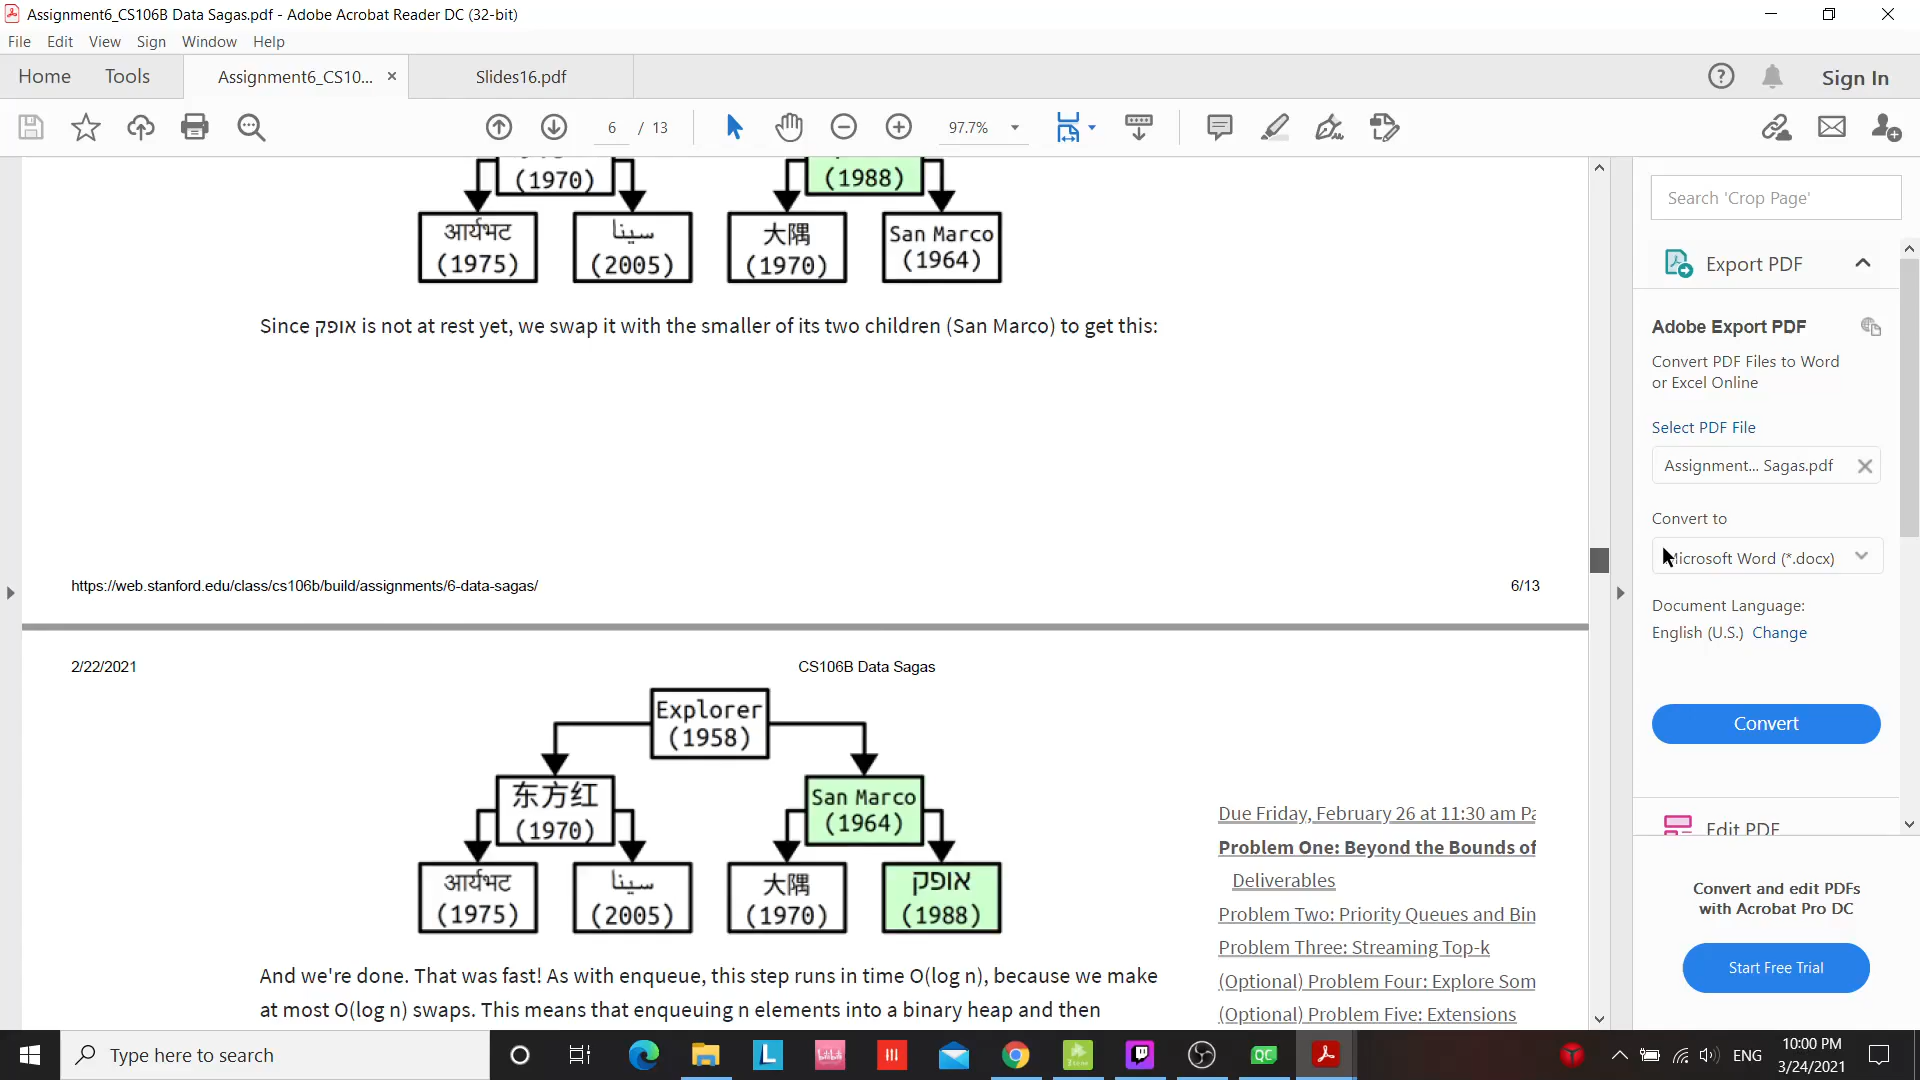 Assignment6_CS106B Data Sagas.pdf - Adobe Acrobat Reader DC (32-bit)
File Edit View Sign Window Help
Home Tools Assignment6_CS10... × Slides16.pdf Sign In
6 / 13 97.7%
(1970) (1988)
आर्यभट سينا 大隅 San Marco
(1975) (2005) (1970) (1964)
Since אופק is not at rest yet, we swap it with the smaller of its two children (San Marco) to get this:
https://web.stanford.edu/class/cs106b/build/assignments/6-data-sagas/ 6/13
2/22/2021 CS106B Data Sagas
Explorer
(1958)
东方红 San Marco
(1970) (1964)
आर्यभट سينا 大隅 אופק
(1975) (2005) (1970) (1988)
And we're done. That was fast! As with enqueue, this step runs in time O(log n), because we make
at most O(log n) swaps. This means that enqueuing n elements into a binary heap and then
Due Friday, February 26 at 11:30 am Pa
Problem One: Beyond the Bounds of
Deliverables
Problem Two: Priority Queues and Bin
Problem Three: Streaming Top-k
(Optional) Problem Four: Explore Som
(Optional) Problem Five: Extensions
Search 'Crop Page'
Export PDF
Adobe Export PDF
Convert PDF Files to Word
or Excel Online
Select PDF File
Assignment... Sagas.pdf
Convert to
Microsoft Word (*.docx)
Document Language:
English (U.S.) Change
Convert
Edit PDF
Convert and edit PDFs
with Acrobat Pro DC
Start Free Trial
Type here to search
L
QC
ENG
10:00 PM
3/24/2021